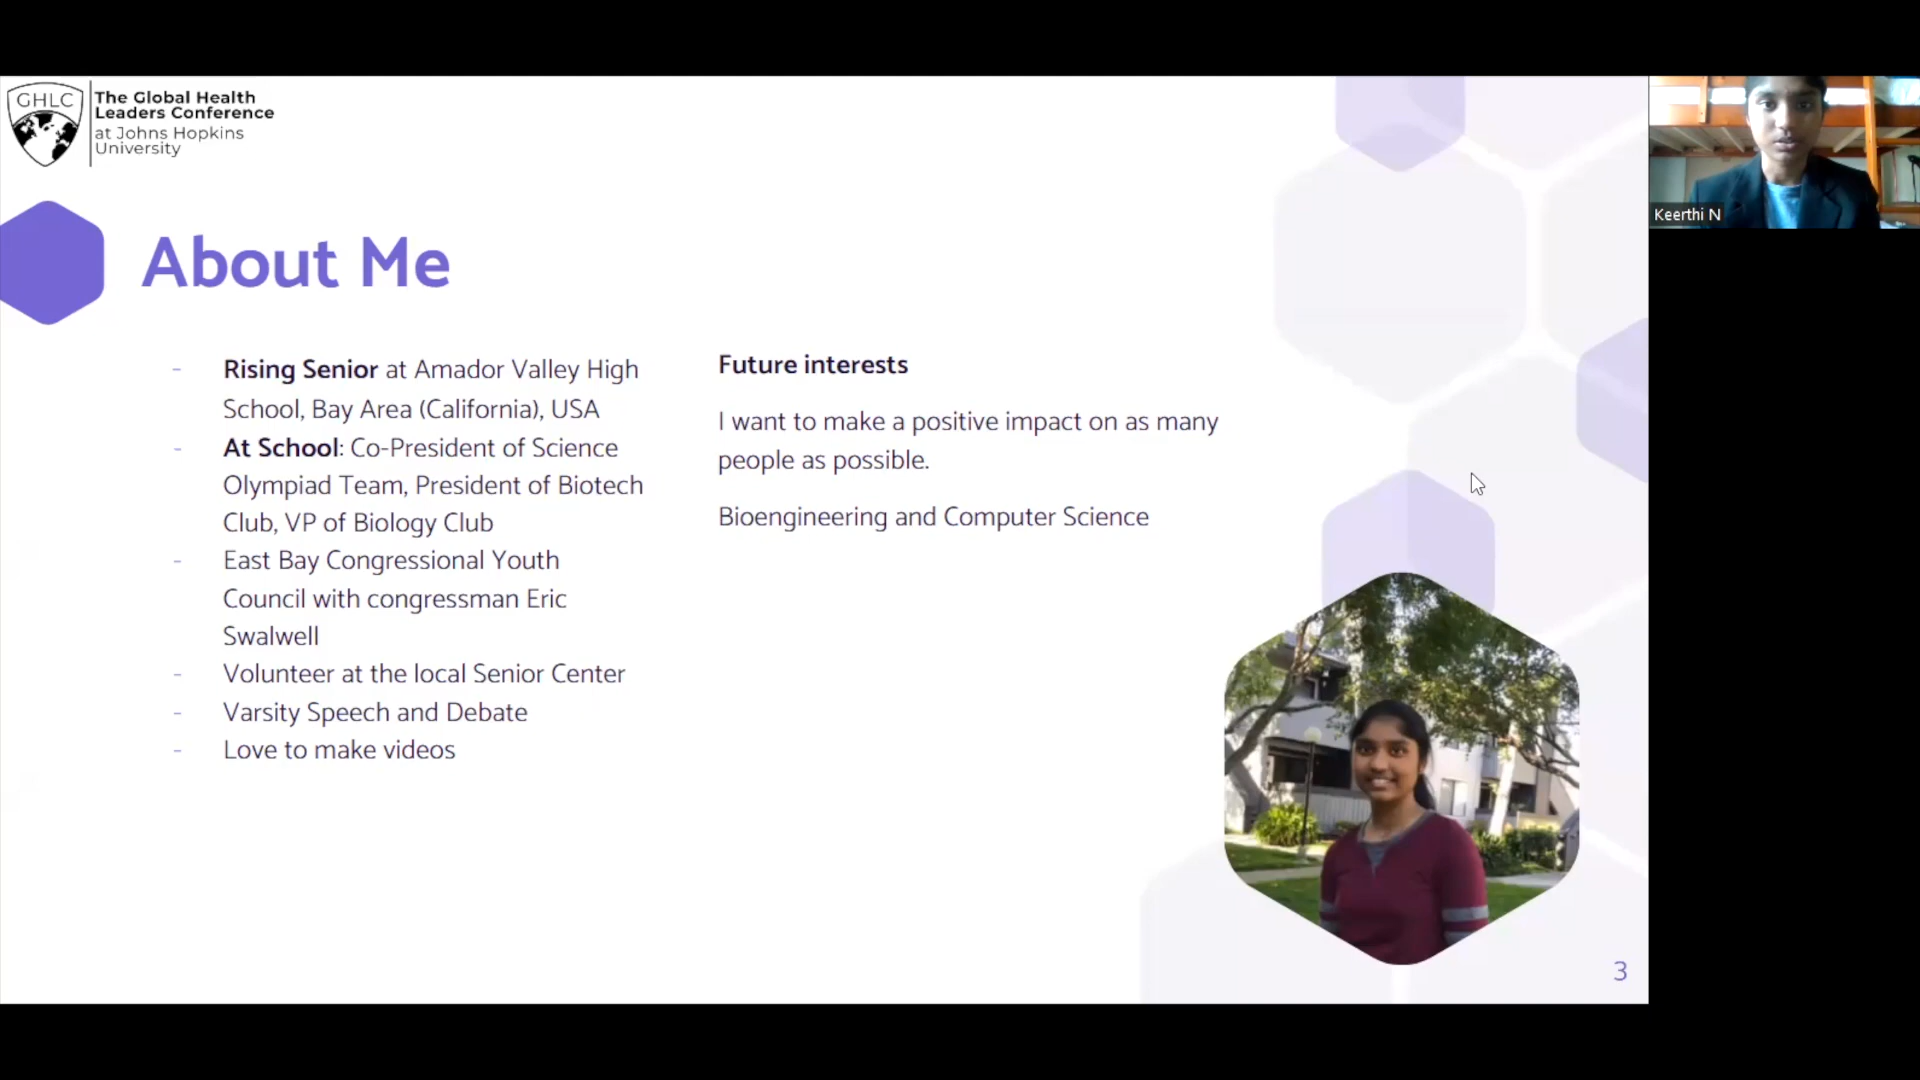 GHLC
The Global Health
Leaders Conference
at Johns Hopkins
University
Keerthi N
About Me
- Rising Senior at Amador Valley High
School, Bay Area (California), USA
- At School: Co-President of Science
Olympiad Team, President of Biotech
Club, VP of Biology Club
- East Bay Congressional Youth
Council with congressman Eric
Swalwell
- Volunteer at the local Senior Center
- Varsity Speech and Debate
- Love to make videos
Future interests
I want to make a positive impact on as many
people as possible.
Bioengineering and Computer Science
3